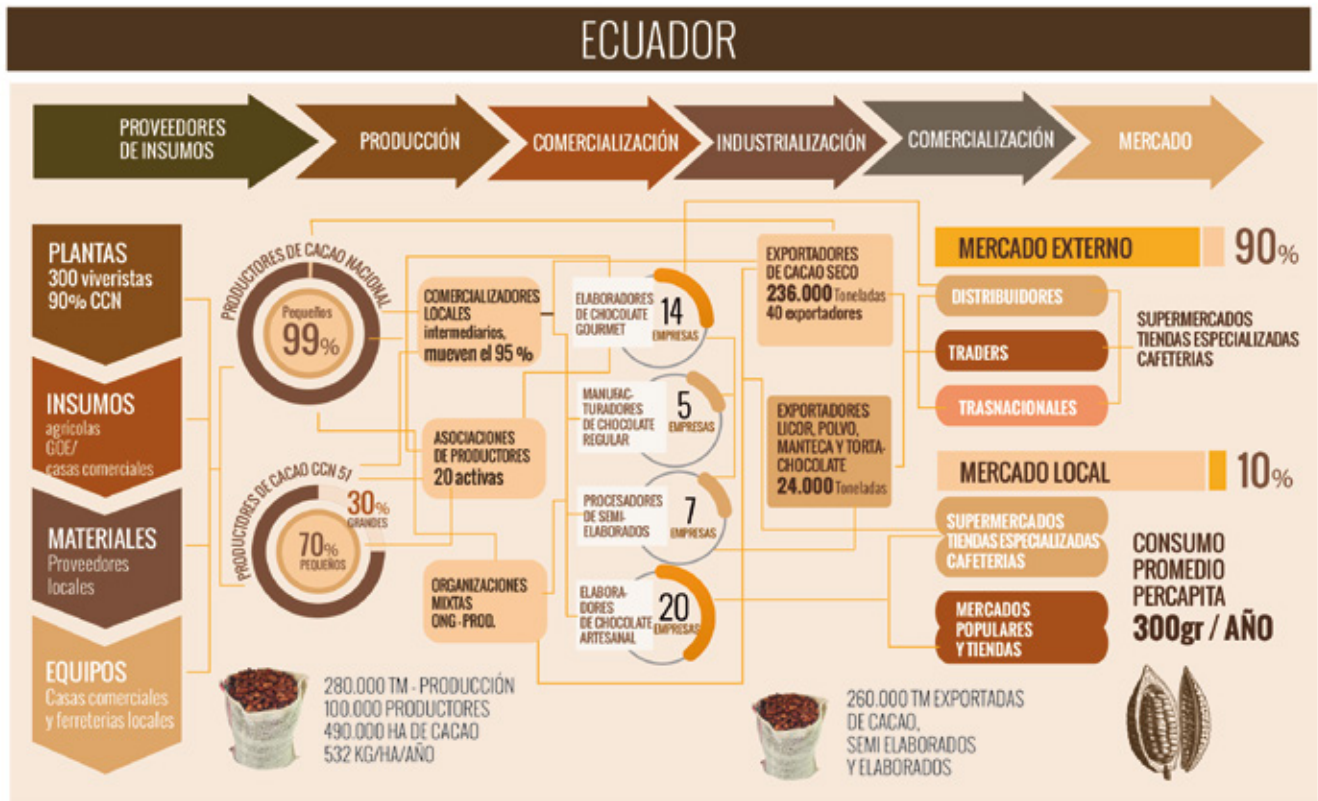 ECUADOR
PROVEEDORES
DE INSUMOS
PRODUCCIÓN
COMERCIALIZACIÓN
INDUSTRIALIZACIÓN
COMERCIALIZACIÓN
MERCADO
PLANTAS
300 viveristas
90% CCN
INSUMOS
agrícolas
GOE/
casas comerciales
MATERIALES
Proveedores
locales
EQUIPOS
Casas comerciales
y ferreterias locales
PRODUCTORES DE CACAO NACIONAL
Pequeños
99%
PRODUCTORES DE CACAO CCN 51
30%
GRANDES
70%
PEQUEÑOS
280.000 TM - PRODUCCIÓN
100.000 PRODUCTORES
490.000 HA DE CACAO
532 KG/HA/AÑO
COMERCIALIZADORES
LOCALES
intermediarios,
mueven el 95 %
ASOCIACIONES
DE PRODUCTORES
20 activas
ORGANIZACIONES
MIXTAS
ONG - PROD.
ELABORADORES
DE CHOCOLATE
GOURMET
14
EMPRESAS
MANUFAC-
TURADORES
DE CHOCOLATE
REGULAR
5
EMPRESAS
PROCESADORES
DE SEMI-
ELABORADOS
7
EMPRESAS
ELABORA-
DORES
DE CHOCOLATE
ARTESANAL
20
EMPRESAS
EXPORTADORES
DE CACAO SECO
236.000 Toneladas
40 exportadores
EXPORTADORES
LICOR, POLVO,
MANTECA Y TORTA-
CHOCOLATE
24.000 Toneladas
260.000 TM EXPORTADAS
DE CACAO,
SEMI ELABORADOS
Y ELABORADOS
MERCADO EXTERNO
90%
DISTRIBUIDORES
TRADERS
TRASNACIONALES
SUPERMERCADOS
TIENDAS ESPECIALIZADAS
CAFETERIAS
MERCADO LOCAL
10%
SUPERMERCADOS
TIENDAS ESPECIALIZADAS
CAFETERIAS
MERCADOS
POPULARES
Y TIENDAS
CONSUMO
PROMEDIO
PERCAPITA
300gr / AÑO